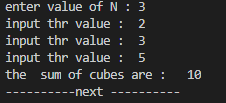 enter value of N : 3
input thr value :  2
input thr value :  3
input thr value :  5
the  sum of cubes are :   10
----------next ----------